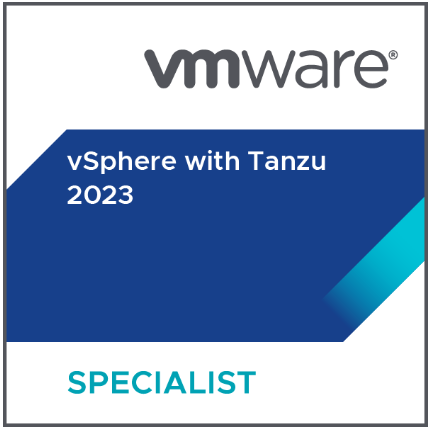 vmware®
vSphere with Tanzu
2023
SPECIALIST